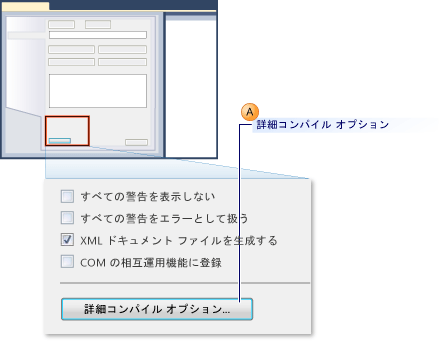 A
詳細コンパイル オプション
すべての警告を表示しない
すべての警告をエラーとして扱う
XML ドキュメント ファイルを生成する
COM の相互運用機能に登録
詳細コンパイル オプション...